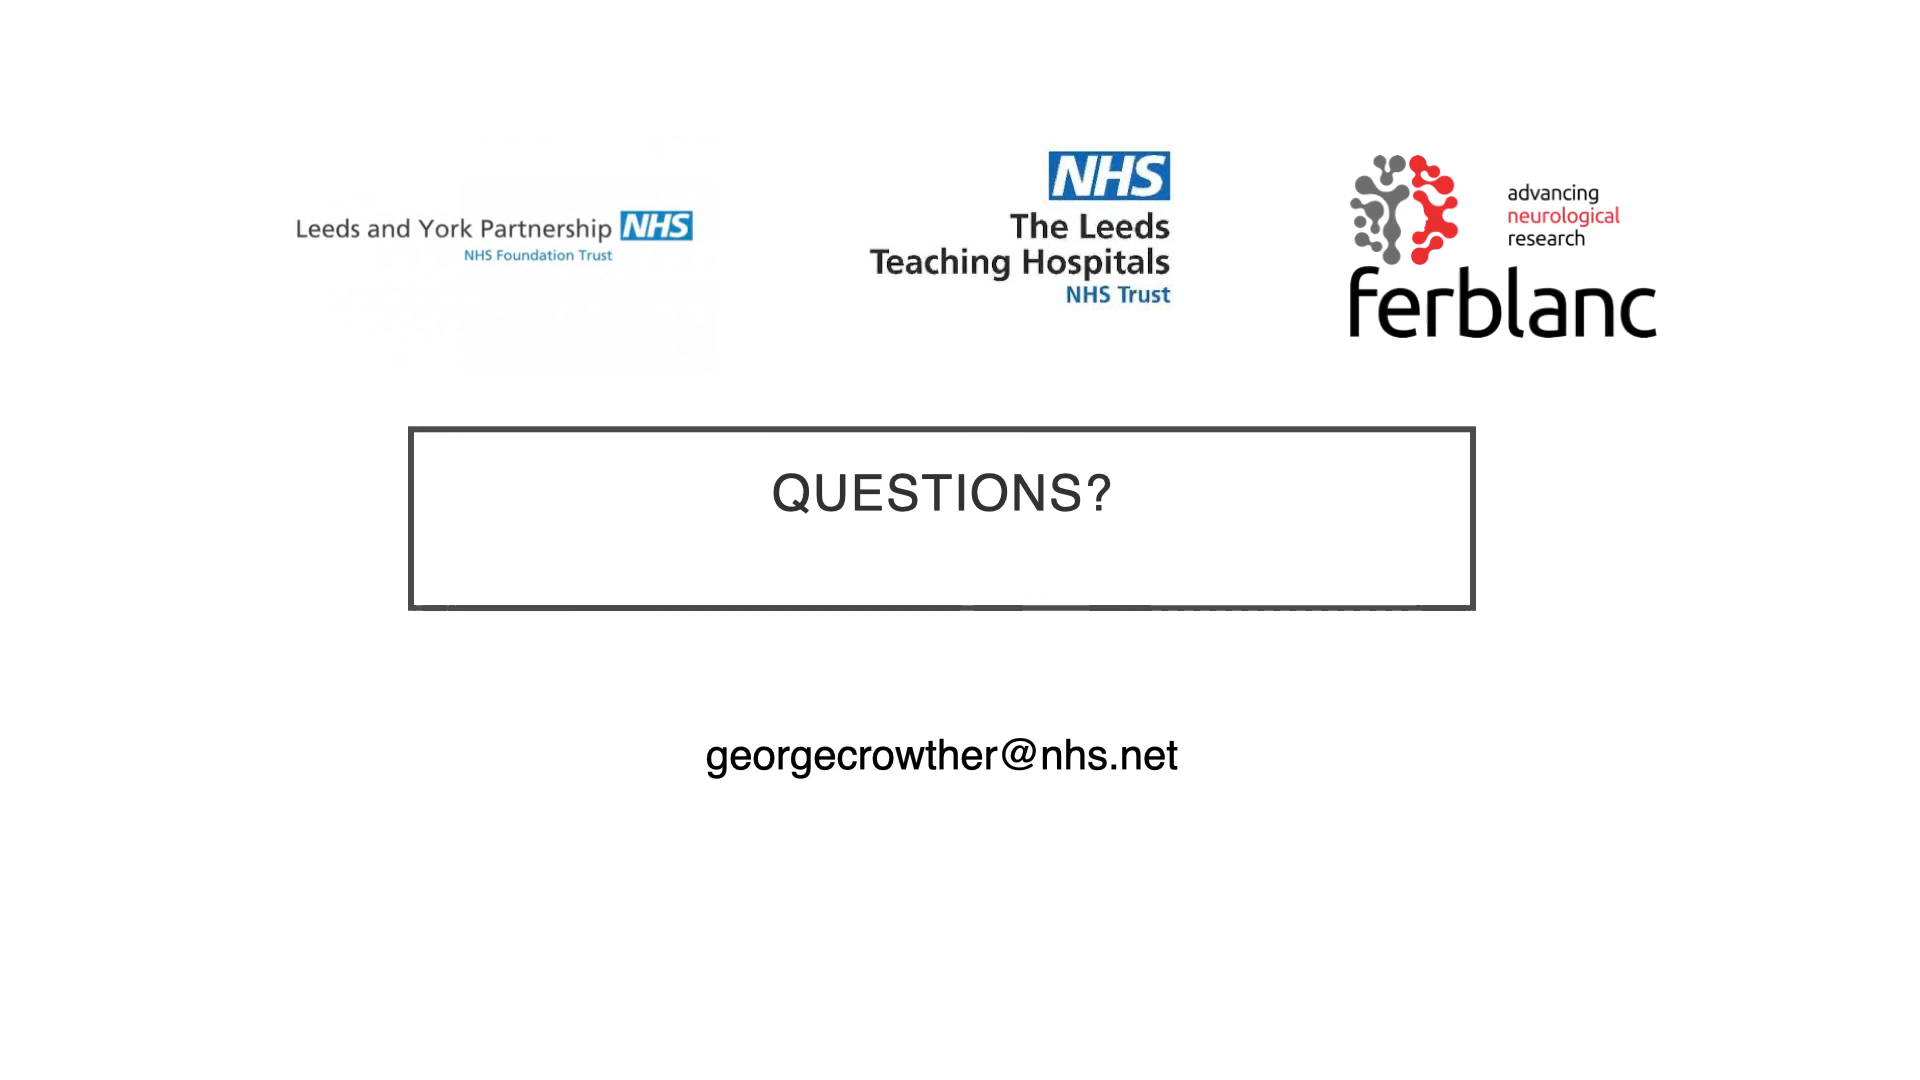 Leeds and York Partnership NHS
NHS Foundation Trust
NHS
The Leeds
Teaching Hospitals
NHS Trust
advancing
neurological
research
ferblanc
QUESTIONS?
georgecrowther@nhs.net